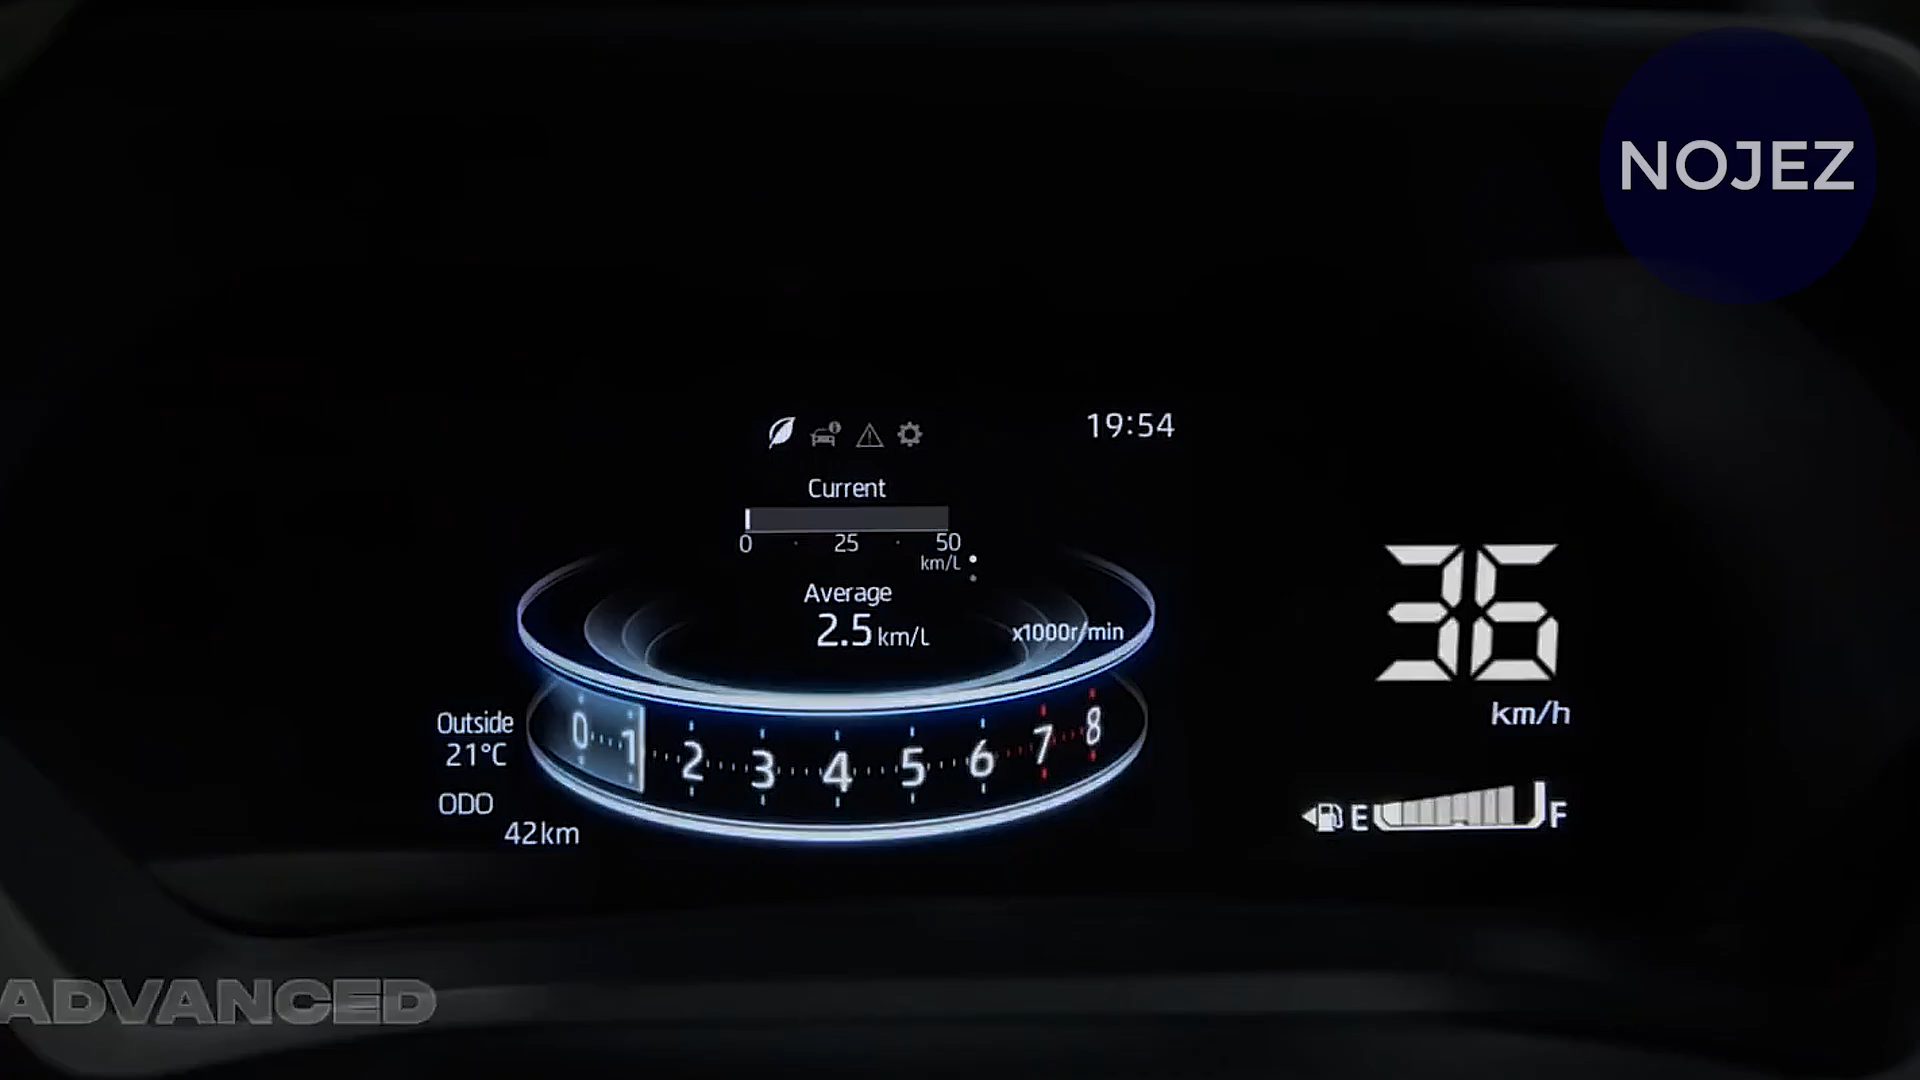 NOJEZ
19:54
Current
0 25 50
km/L
Average
2.5 km/L
x1000r/min
36
km/h
Outside
21°C
0 1 2 3 4 5 6 7 8
ODO
42km
E F
ADVANCED